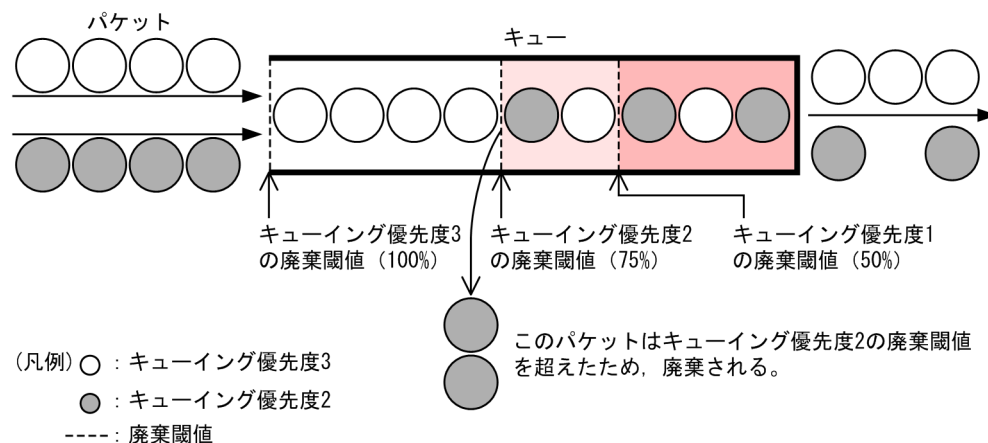 パケット
キュー
キューイング優先度3
の廃棄閾値（100%）
キューイング優先度2
の廃棄閾値（75%）
キューイング優先度1
の廃棄閾値（50%）
このパケットはキューイング優先度2の廃棄閾値
を超えたため，廃棄される。
(凡例) ：キューイング優先度3
：キューイング優先度2
：廃棄閾値